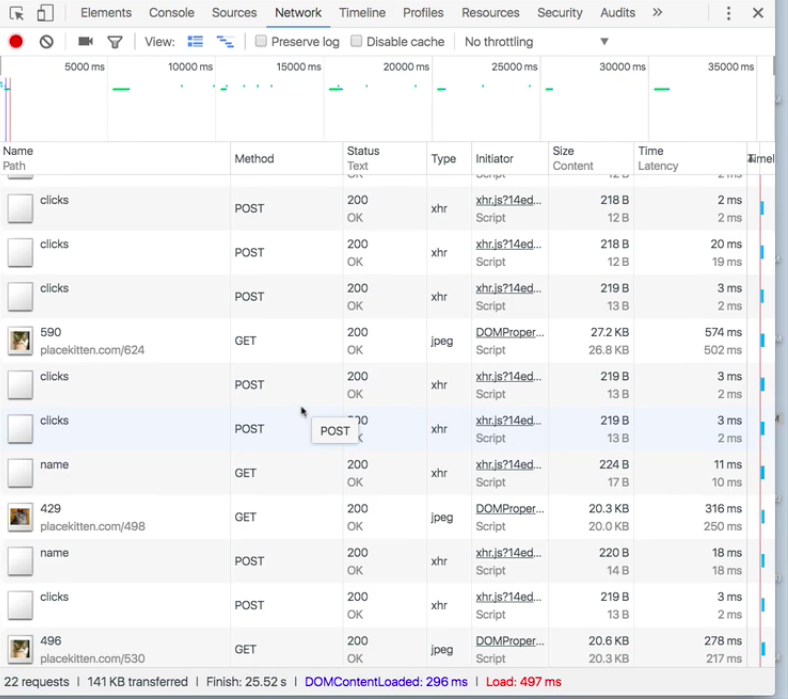 Elements Console Sources Network Timeline Profiles Resources Security Audits »
View: Preserve log Disable cache No throttling
5000 ms 10000 ms 15000 ms 20000 ms 25000 ms 30000 ms 35000 ms
Name Status Size Time
Method Type Initiator
Path Text Content Latency
clicks 200 xhr.js?14ed... 218 B 2 ms
POST xhr
OK Script 12 B 2 ms
clicks 200 xhr.js?14ed... 218 B 20 ms
POST xhr
OK Script 12 B 19 ms
clicks 200 xhr.js?14ed... 219 B 3 ms
POST xhr
OK Script 13 B 2 ms
590 200 DOMProper... 27.2 KB 574 ms
GET jpeg
placekitten.com/624 OK Script 26.8 KB 502 ms
clicks 200 xhr.js?14ed... 219 B 3 ms
POST xhr
OK Script 13 B 2 ms
clicks xhr.js?14ed... 219 B 3 ms
POST POST xhr
Script 13 B 2 ms
name 200 xhr.js?14ed... 224 B 11 ms
GET xhr
OK Script 17 B 10 ms
429 200 DOMProper... 20.3 KB 316 ms
GET jpeg
placekitten.com/498 OK Script 20.0 KB 250 ms
name 200 xhr.js?14ed... 220 B 18 ms
POST xhr
OK Script 14 B 18 ms
clicks 200 xhr.js?14ed... 219 B 3 ms
POST xhr
OK Script 13 B 2 ms
496 200 DOMProper... 20.6 KB 278 ms
GET jpeg
placekitten.com/530 OK Script 20.3 KB 217 ms
22 requests | 141 KB transferred | Finish: 25.52 s | DOMContentLoaded: 296 ms | Load: 497 ms